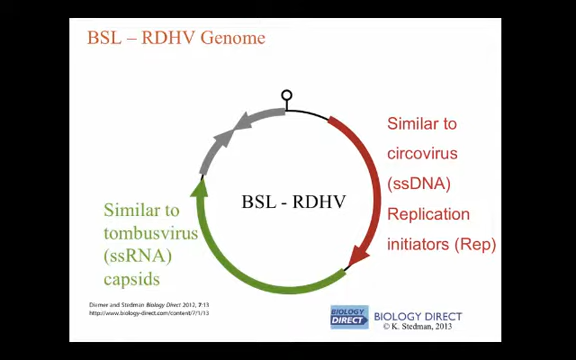 BSL – RDHV Genome
Similar to
circovirus
(ssDNA)
Replication
initiators (Rep)
BSL - RDHV
Similar to
tombusvirus
(ssRNA)
capsids
Diemer and Stedman Biology Direct 2012, 7:13
http://www.biology-direct.com/content/7/1/13
BIOLOGY
DIRECT
BIOLOGY DIRECT
© K. Stedman, 2013